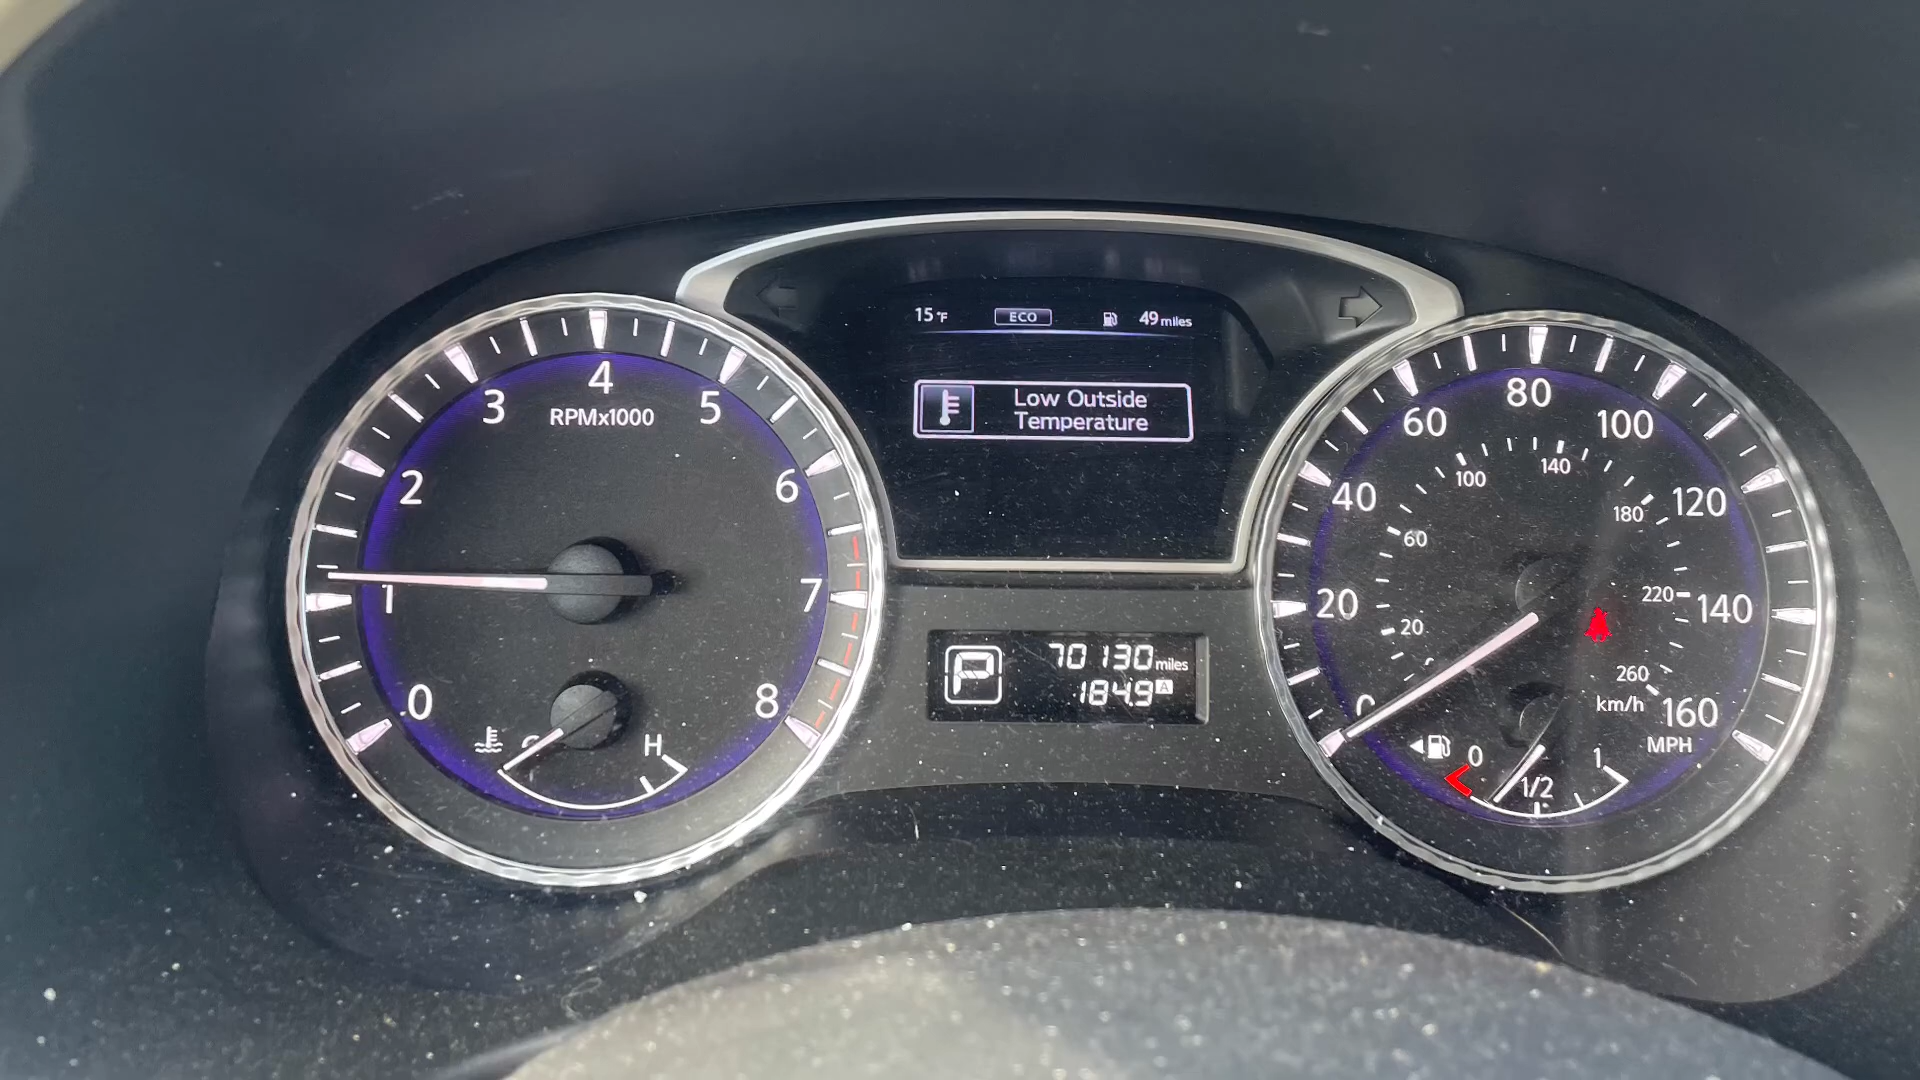 15°F ECO 49 miles
Low Outside
Temperature
0 1 2 3 4 5 6 7 8
RPMx1000
H
P
70130 miles
184.9 A
0 20 40 60 80 100 120 140 160
MPH
20 60 100 140 180 220 260
km/h
0 1/2 1